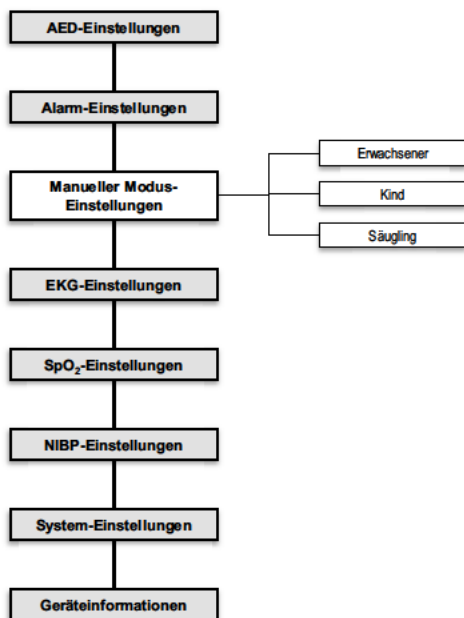 AED-Einstellungen
Alarm-Einstellungen
Manueller Modus-
Einstellungen
Erwachsener
Kind
Säugling
EKG-Einstellungen
SpO₂-Einstellungen
NIBP-Einstellungen
System-Einstellungen
Geräteinformationen